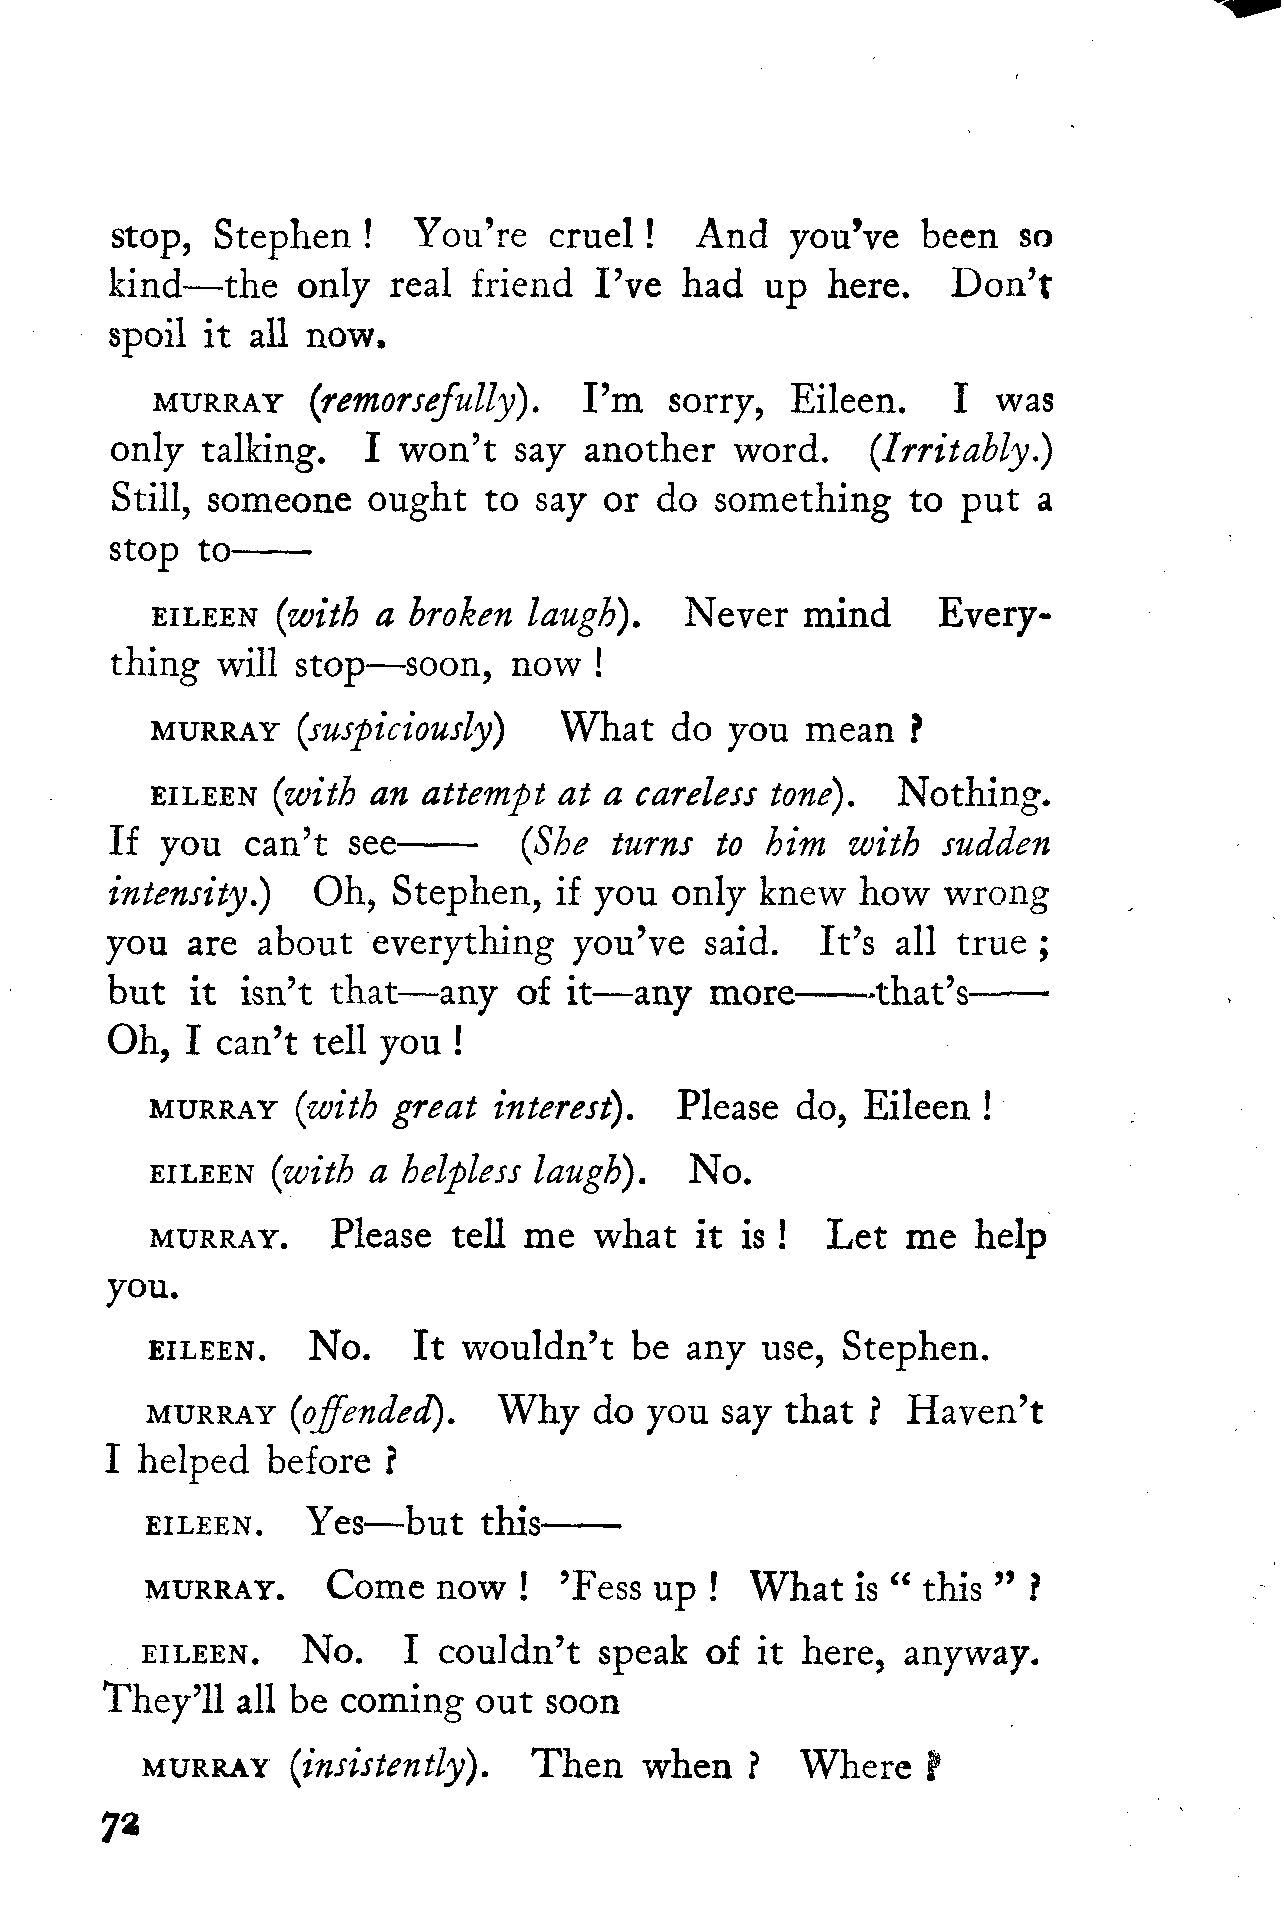 stop, Stephen ! You're cruel ! And you've been so
kind—the only real friend I've had up here. Don't
spoil it all now.
MURRAY (remorsefully). I'm sorry, Eileen. I was
only talking. I won't say another word. (Irritably.)
Still, someone ought to say or do something to put a
stop to——
EILEEN (with a broken laugh). Never mind Every-
thing will stop—soon, now !
MURRAY (suspiciously) What do you mean ?
EILEEN (with an attempt at a careless tone). Nothing.
If you can't see—— (She turns to him with sudden
intensity.) Oh, Stephen, if you only knew how wrong
you are about everything you've said. It's all true ;
but it isn't that—any of it—any more——that's——
Oh, I can't tell you !
MURRAY (with great interest). Please do, Eileen !
EILEEN (with a helpless laugh). No.
MURRAY. Please tell me what it is ! Let me help
you.
EILEEN. No. It wouldn't be any use, Stephen.
MURRAY (offended). Why do you say that ? Haven't
I helped before ?
EILEEN. Yes—but this——
MURRAY. Come now ! 'Fess up ! What is “ this ” ?
EILEEN. No. I couldn't speak of it here, anyway.
They'll all be coming out soon
MURRAY (insistently). Then when ? Where ?
72